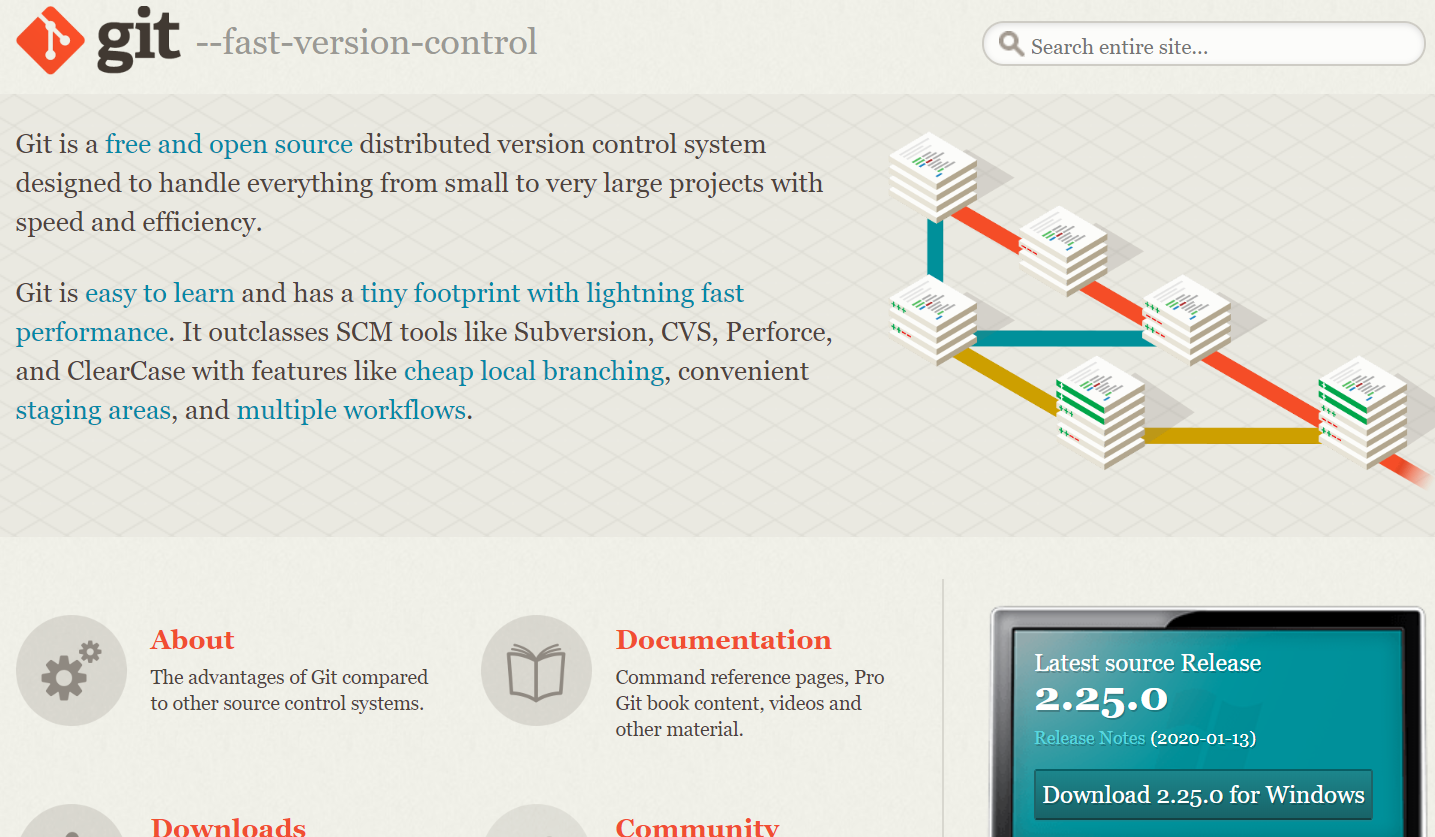 git --fast-version-control
Search entire site...
Git is a free and open source distributed version control system
designed to handle everything from small to very large projects with
speed and efficiency.
Git is easy to learn and has a tiny footprint with lightning fast
performance. It outclasses SCM tools like Subversion, CVS, Perforce,
and ClearCase with features like cheap local branching, convenient
staging areas, and multiple workflows.
About
The advantages of Git compared
to other source control systems.
Documentation
Command reference pages, Pro
Git book content, videos and
other material.
Latest source Release
2.25.0
Release Notes (2020-01-13)
Download 2.25.0 for Windows
Downloads
Community